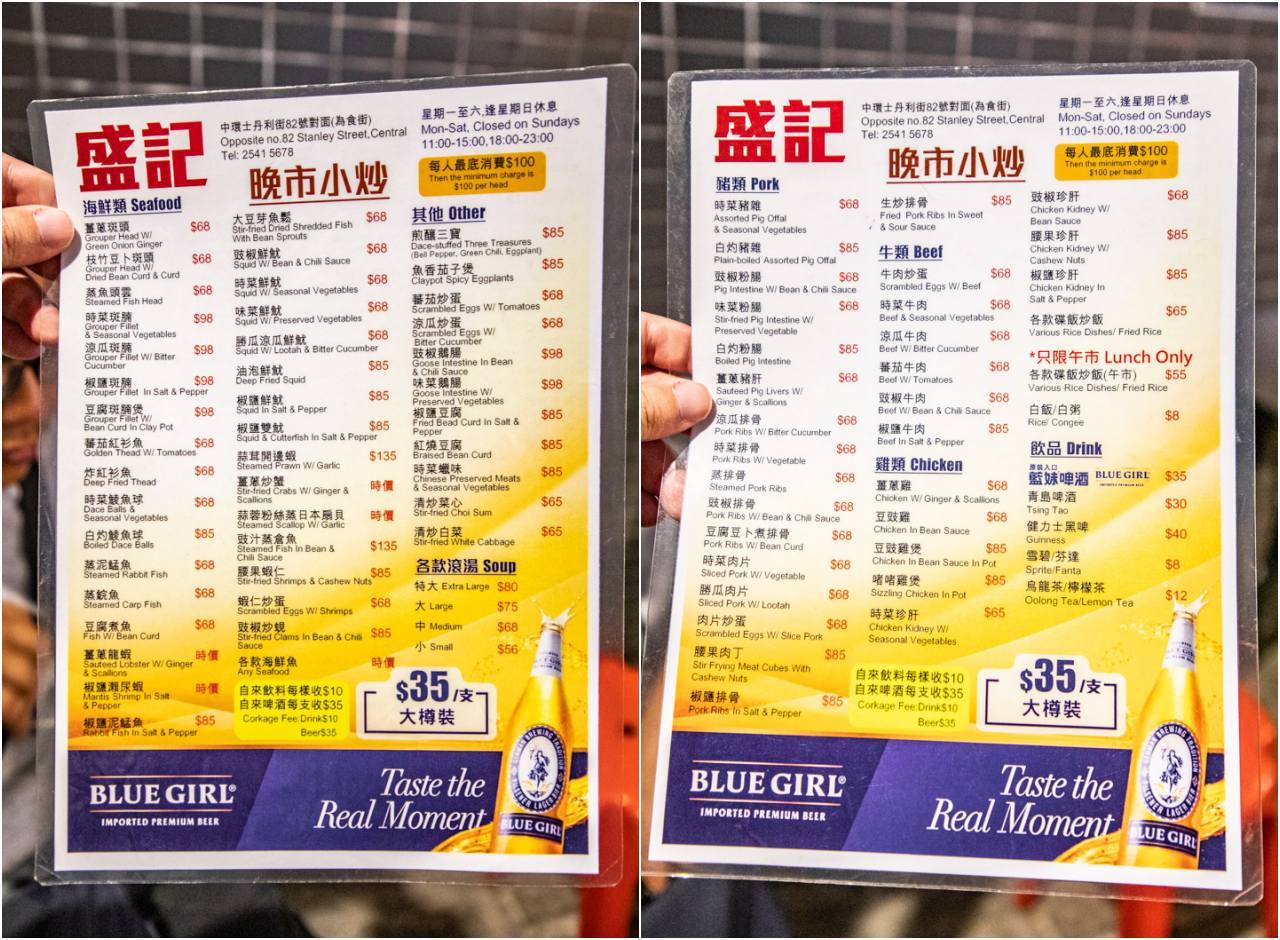 盛記
中環士丹利街82號對面(為食街)
Opposite no.82 Stanley Street,Central
Tel: 2541 5678
星期一至六,逢星期日休息
Mon-Sat, Closed on Sundays
11:00-15:00,18:00-23:00
晚市小炒
每人最底消費$100
Then the minimum charge is
$100 per head
海鮮類 Seafood
薑蔥斑頭 $68
Grouper Head W/
Green Onion Ginger
枝竹豆卜斑頭 $68
Grouper Head W/
Dried Bean Curd & Curd
蒸魚頭雲 $68
Steamed Fish Head
時菜斑腩 $98
Grouper Fillet
& Seasonal Vegetables
涼瓜斑腩 $98
Grouper Fillet W/ Bitter
Cucumber
椒鹽斑腩 $98
Grouper Fillet In Salt & Pepper
豆腐斑腩煲 $98
Grouper Fillet W/
Bean Curd In Clay Pot
蕃茄紅衫魚 $68
Golden Thead W/ Tomatoes
炸紅衫魚 $68
Deep Fried Thead
時菜鯪魚球 $68
Dace Balls &
Seasonal Vegetables
白灼鯪魚球 $85
Boiled Dace Balls
蒸泥鯭魚 $68
Steamed Rabbit Fish
蒸鯇魚 $68
Steamed Carp Fish
豆腐煮魚 $68
Fish W/ Bean Curd
薑蔥龍蝦 時價
Sauteed Lobster W/ Ginger
& Scallions
椒鹽瀨尿蝦 時價
Mantis Shrimp In Salt
& Pepper
椒鹽泥鯭魚 $85
Rabbit Fish In Salt & Pepper
大豆芽魚鬆 $68
Stir-fried Dried Shredded Fish
With Bean Sprouts
豉椒鮮魷 $68
Squid W/ Bean & Chili Sauce
時菜鮮魷 $68
Squid W/ Seasonal Vegetables
味菜鮮魷 $68
Squid W/ Preserved Vegetables
勝瓜涼瓜鮮魷 $68
Squid W/ Lootah & Bitter Cucumber
油泡鮮魷 $85
Deep Fried Squid
椒鹽鮮魷 $85
Squid In Salt & Pepper
椒鹽雙魷 $85
Squid & Cutterfish In Salt & Pepper
蒜茸開邊蝦 $135
Steamed Prawn W/ Garlic
薑蔥炒蟹 時價
Stir-fried Crabs W/ Ginger &
Scallions
蒜蓉粉絲蒸日本扇貝 時價
Steamed Scallop W/ Garlic
豉汁蒸倉魚 $135
Steamed Fish In Bean &
Chili Sauce
腰果蝦仁 $85
Stir-fried Shrimps & Cashew Nuts
蝦仁炒蛋 $68
Scrambled Eggs W/ Shrimps
豉椒炒蜆 $85
Stir-fried Clams In Bean & Chili
Sauce
各款海鮮魚 時價
Any Seafood
自來飲料每樣收$10
自來啤酒每支收$35
Corkage Fee:Drink$10
Beer$35
其他 Other
煎釀三寶 $85
Dace-stuffed Three Treasures
(Bell Pepper, Green Chili, Eggplant)
魚香茄子煲 $85
Claypot Spicy Eggplants
蕃茄炒蛋 $68
Scrambled Eggs W/ Tomatoes
涼瓜炒蛋 $68
Scrambled Eggs W/
Bitter Cucumber
豉椒鵝腸 $98
Goose Intestine In Bean
& Chili Sauce
味菜鵝腸 $98
Goose Intestine W/
Preserved Vegetables
椒鹽豆腐 $85
Fried Bead Curd In Salt &
Pepper
紅燒豆腐 $85
Braised Bean Curd
時菜蠟味 $85
Chinese Preserved Meats
& Seasonal Vegetables
清炒菜心 $65
Stir-fried Choi Sum
清炒白菜 $65
Stir-fried White Cabbage
各款滾湯 Soup
特大 Extra Large $80
大 Large $75
中 Medium $68
小 Small $56
$35/支
大樽裝
BLUE GIRL®
IMPORTED PREMIUM BEER
Taste the
Real Moment
BLUE GIRL
盛記
中環士丹利街82號對面(為食街)
Opposite no.82 Stanley Street,Central
Tel: 2541 5678
星期一至六,逢星期日休息
Mon-Sat, Closed on Sundays
11:00-15:00,18:00-23:00
晚市小炒
每人最底消費$100
Then the minimum charge is
$100 per head
豬類 Pork
時菜豬雜 $68
Assorted Pig Offal
& Seasonal Vegetables
白灼豬雜 $68
Plain-boiled Assorted Pig Offal
豉椒粉腸 $68
Pig Intestine W/ Bean & Chili Sauce
味菜粉腸 $68
Stir-fried Pig Intestine W/
Preserved Vegetable
白灼粉腸 $85
Boiled Pig Intestine
薑蔥豬肝 $68
Sauteed Pig Livers W/
Ginger & Scallions
涼瓜排骨 $68
Pork Ribs W/ Bitter Cucumber
時菜排骨 $68
Pork Ribs W/ Vegetable
蒸排骨 $68
Steamed Pork Ribs
豉椒排骨 $68
Pork Ribs W/ Bean & Chili Sauce
豆腐豆卜煮排骨 $68
Pork Ribs W/ Bean Curd
時菜肉片 $68
Sliced Pork W/ Vegetable
勝瓜肉片 $68
Sliced Pork W/ Lootah
肉片炒蛋 $68
Scrambled Eggs W/ Slice Pork
腰果肉丁 $85
Stir Frying Meat Cubes With
Cashew Nuts
椒鹽排骨 $85
Pork Ribs In Salt & Pepper
生炒排骨 $85
Fried Pork Ribs In Sweet
& Sour Sauce
牛類 Beef
牛肉炒蛋 $68
Scrambled Eggs W/ Beef
時菜牛肉 $68
Beef & Seasonal Vegetables
涼瓜牛肉 $68
Beef W/ Bitter Cucumber
蕃茄牛肉 $68
Beef W/ Tomatoes
豉椒牛肉 $68
Beef W/ Bean & Chili Sauce
椒鹽牛肉 $85
Beef In Salt & Pepper
雞類 Chicken
薑蔥雞 $68
Chicken W/ Ginger & Scallions
豆豉雞 $68
Chicken In Bean Sauce
豆豉雞煲 $85
Chicken In Bean Sauce In Pot
啫啫雞煲 $85
Sizzling Chicken In Pot
時菜珍肝 $65
Chicken Kidney W/
Seasonal Vegetables
自來飲料每樣收$10
自來啤酒每支收$35
Corkage Fee:Drink$10
Beer$35
豉椒珍肝 $68
Chicken Kidney W/
Bean Sauce
腰果珍肝 $85
Chicken Kidney W/
Cashew Nuts
椒鹽珍肝 $85
Chicken Kidney In
Salt & Pepper
各款碟飯炒飯 $65
Various Rice Dishes/ Fried Rice
*只限午市 Lunch Only
各款碟飯炒飯(午市) $55
Various Rice Dishes/ Fried Rice
白飯/白粥 $8
Rice/ Congee
飲品 Drink
原裝入口
藍妹啤酒 BLUE GIRL $35
IMPORTED PREMIUM BEER
青島啤酒 $30
Tsing Tao
健力士黑啤 $40
Guinness
雪碧/芬達 $8
Sprite/Fanta
烏龍茶/檸檬茶 $12
Oolong Tea/Lemon Tea
$35/支
大樽裝
BLUE GIRL®
IMPORTED PREMIUM BEER
Taste the
Real Moment
BLUE GIRL